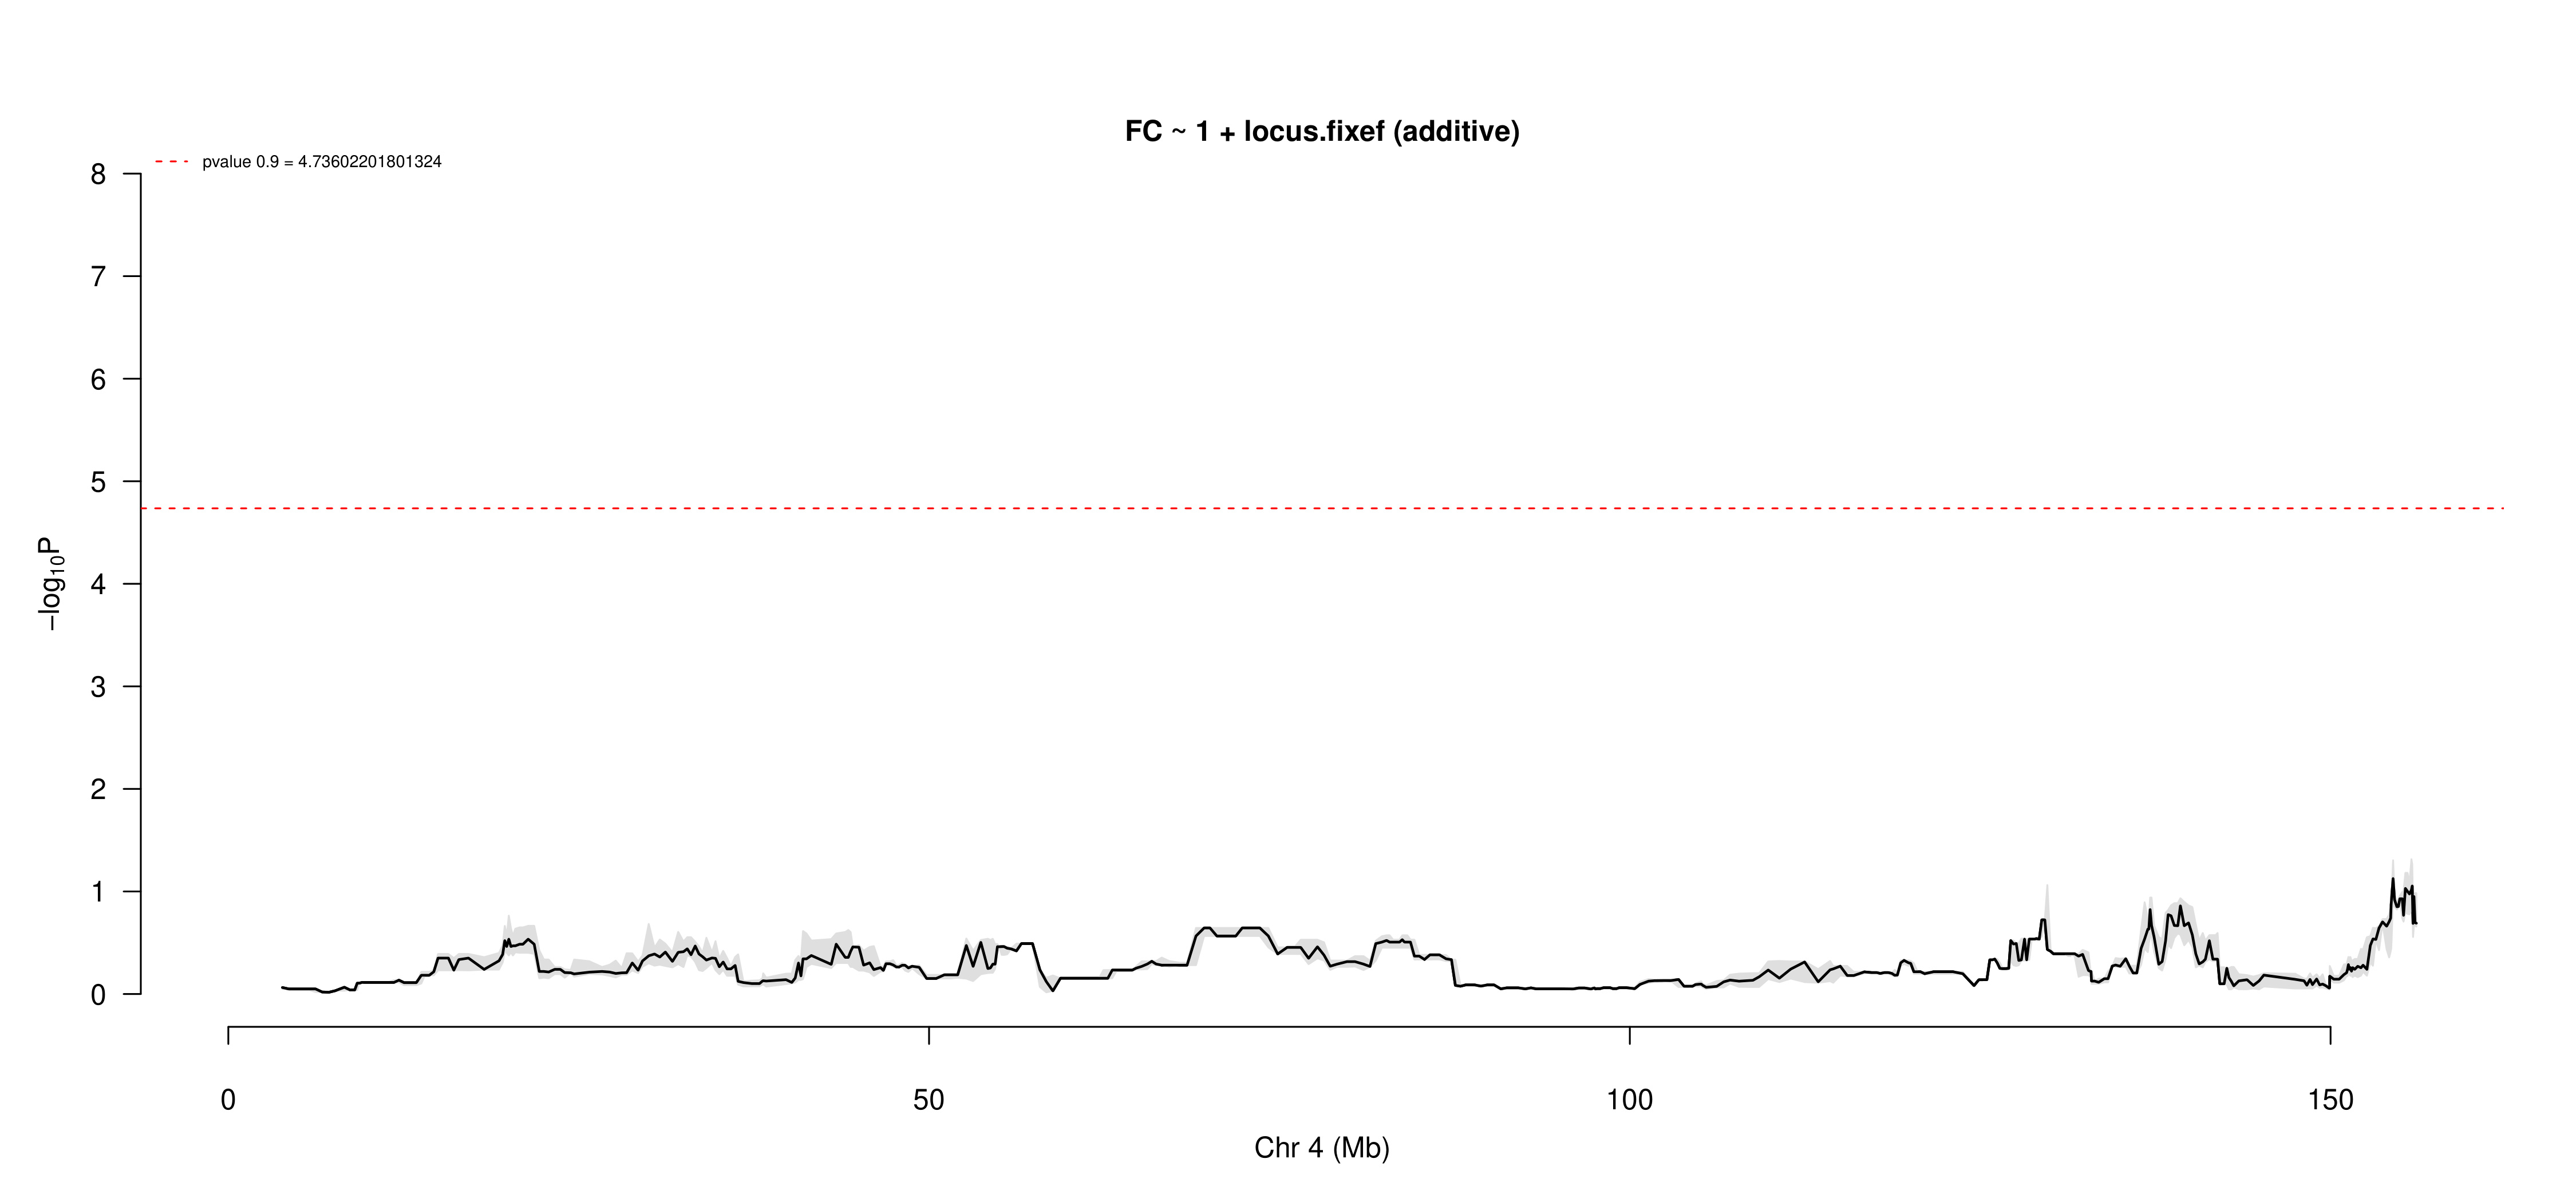 FC ~ 1 + locus.fixef (additive)
pvalue 0.9 = 4.73602201801324
8
7
6
5
4
3
2
1
0
−log10P
0 50 100 150
Chr 4 (Mb)